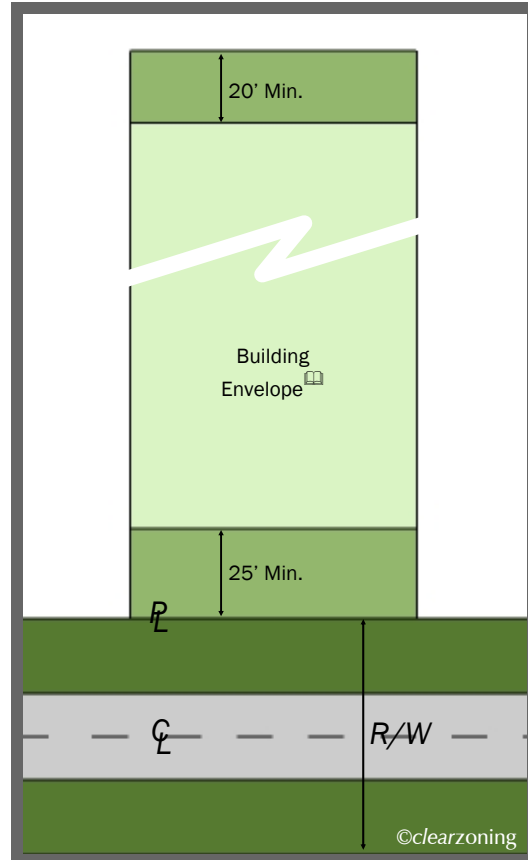 20’ Min.
Building
Envelope
25’ Min.
PL
CL
R/W
©clearzoning